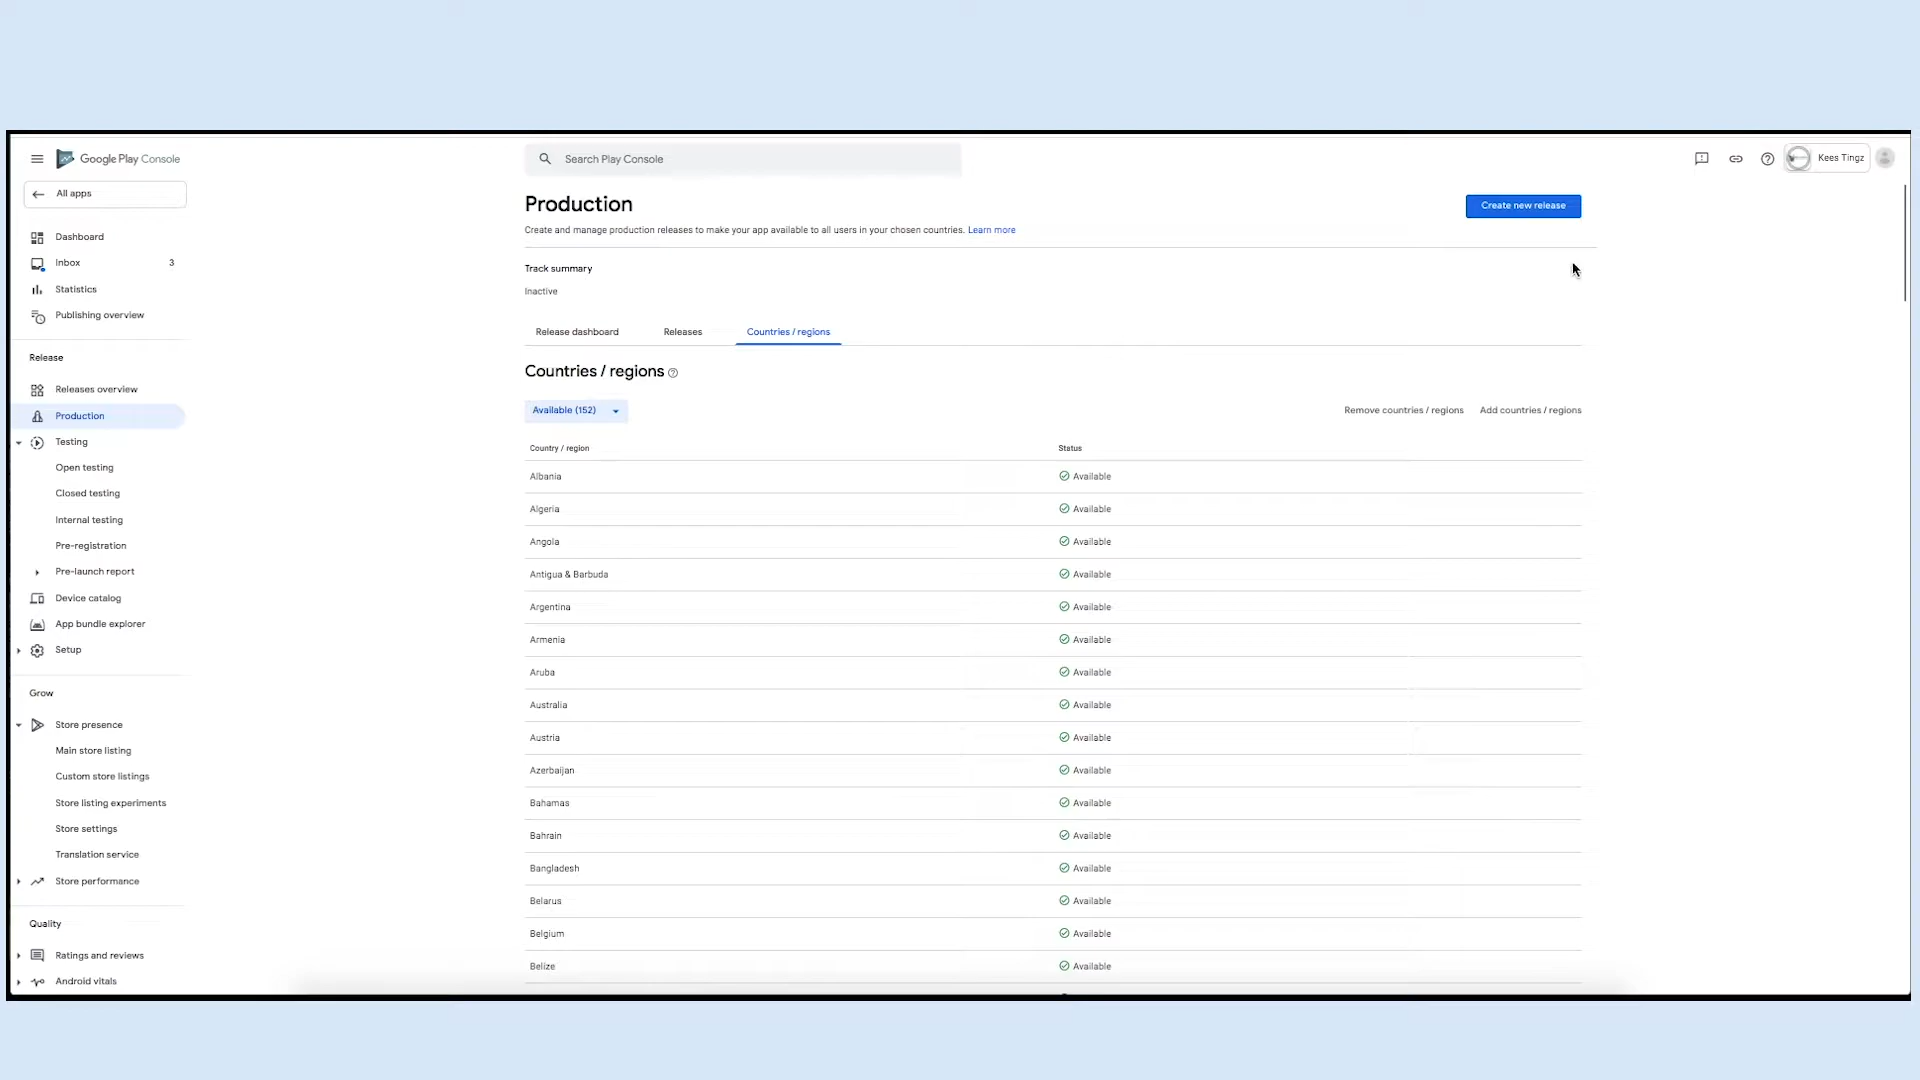 Google Play Console
Search Play Console
Kees Tingz
All apps
Dashboard
Inbox 3
Statistics
Publishing overview
Release
Releases overview
Production
Testing
Open testing
Closed testing
Internal testing
Pre-registration
Pre-launch report
Device catalog
App bundle explorer
Setup
Grow
Store presence
Main store listing
Custom store listings
Store listing experiments
Store settings
Translation service
Store performance
Quality
Ratings and reviews
Android vitals
Production
Create new release
Create and manage production releases to make your app available to all users in your chosen countries. Learn more
Track summary
Inactive
Release dashboard Releases Countries / regions
Countries / regions
Available (152) Remove countries / regions Add countries / regions
Country / region Status
Albania Available
Algeria Available
Angola Available
Antigua & Barbuda Available
Argentina Available
Armenia Available
Aruba Available
Australia Available
Austria Available
Azerbaijan Available
Bahamas Available
Bahrain Available
Bangladesh Available
Belarus Available
Belgium Available
Belize Available